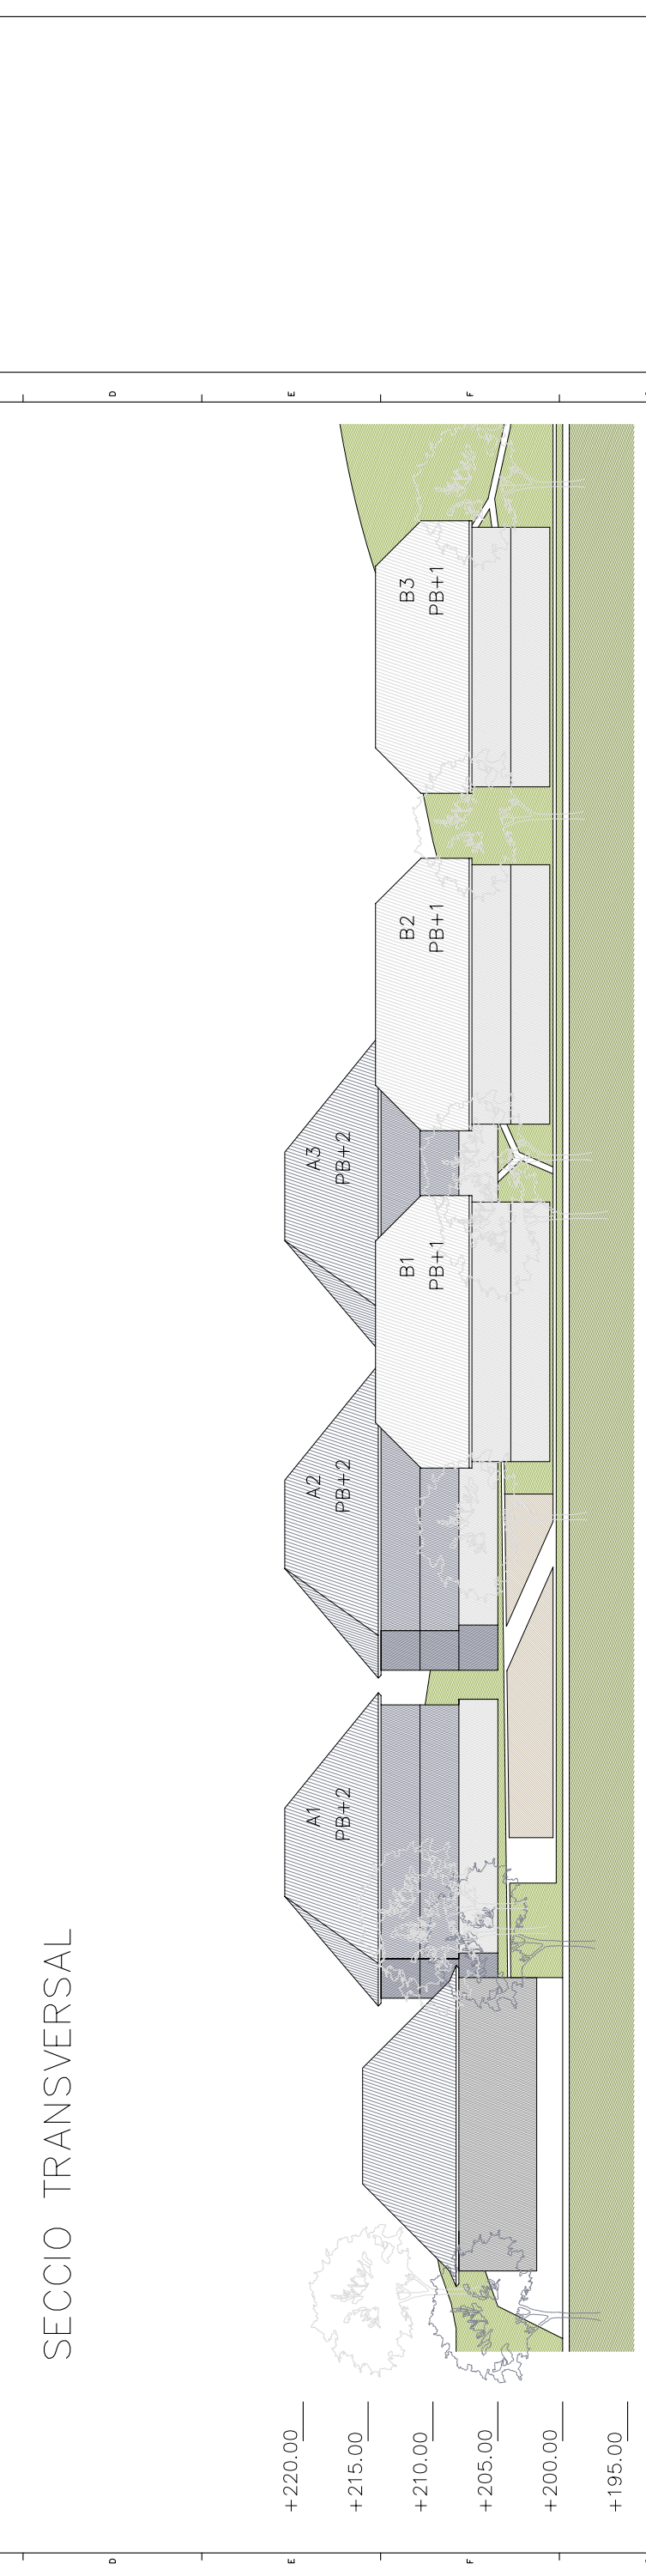 SECCIO TRANSVERSAL
A1
PB+2
A2
PB+2
A3
PB+2
B1
PB+1
B2
PB+1
B3
PB+1
+220.00
+215.00
+210.00
+205.00
+200.00
+195.00
D
E
F
D
E
F